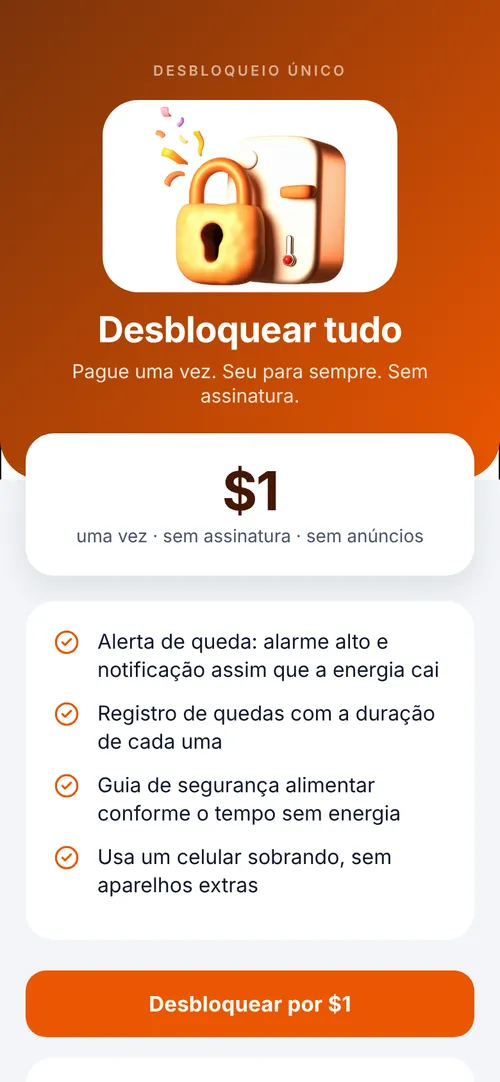 DESBLOQUEIO ÚNICO
Desbloquear tudo
Pague uma vez. Seu para sempre. Sem
assinatura.
$1
uma vez · sem assinatura · sem anúncios
Alerta de queda: alarme alto e
notificação assim que a energia cai
Registro de quedas com a duração
de cada uma
Guia de segurança alimentar
conforme o tempo sem energia
Usa um celular sobrando, sem
aparelhos extras
Desbloquear por $1